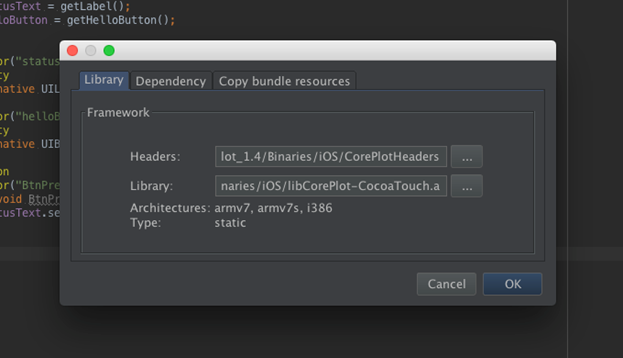 tusText = getLabel();
loButton = getHelloButton();
or("status
ty
native UIL
or("helloB
ty
native UIB
on
or("BtnPre
void BtnPr
tusText.se
Library
Dependency
Copy bundle resources
Framework
Headers: lot_1.4/Binaries/iOS/CorePlotHeaders ...
Library: naries/iOS/libCorePlot-CocoaTouch.a ...
Architectures: armv7, armv7s, i386
Type: static
Cancel
OK